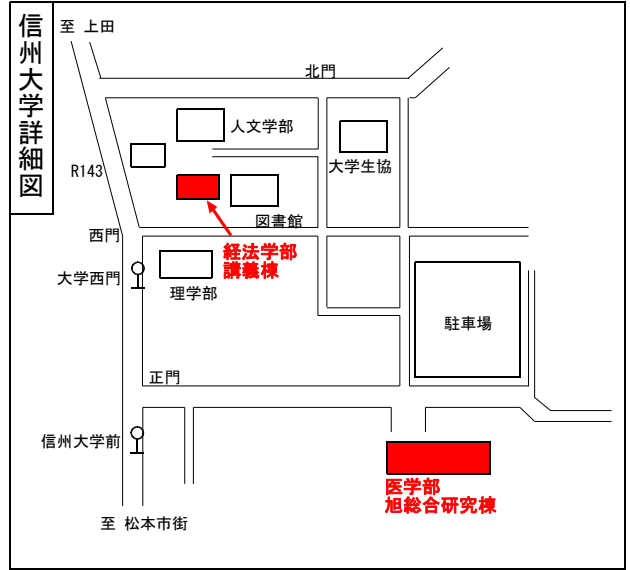 信州大学詳細図
至 上田
北門
人文学部
大学生協
R143
図書館
西門
経法学部
講義棟
大学西門
理学部
駐車場
正門
信州大学前
医学部
旭総合研究棟
至 松本市街